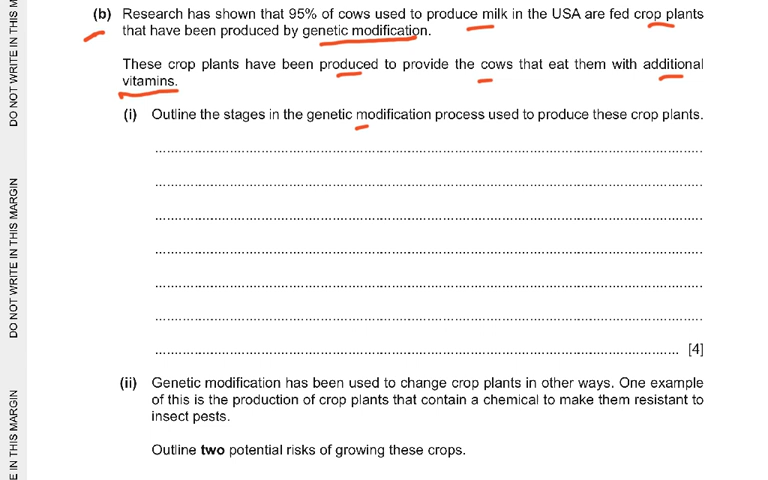 DO NOT WRITE IN THIS M
DO NOT WRITE IN THIS MARGIN
E IN THIS MARGIN
(b) Research has shown that 95% of cows used to produce milk in the USA are fed crop plants
that have been produced by genetic modification.
These crop plants have been produced to provide the cows that eat them with additional
vitamins.
(i) Outline the stages in the genetic modification process used to produce these crop plants.
[4]
(ii) Genetic modification has been used to change crop plants in other ways. One example
of this is the production of crop plants that contain a chemical to make them resistant to
insect pests.
Outline two potential risks of growing these crops.